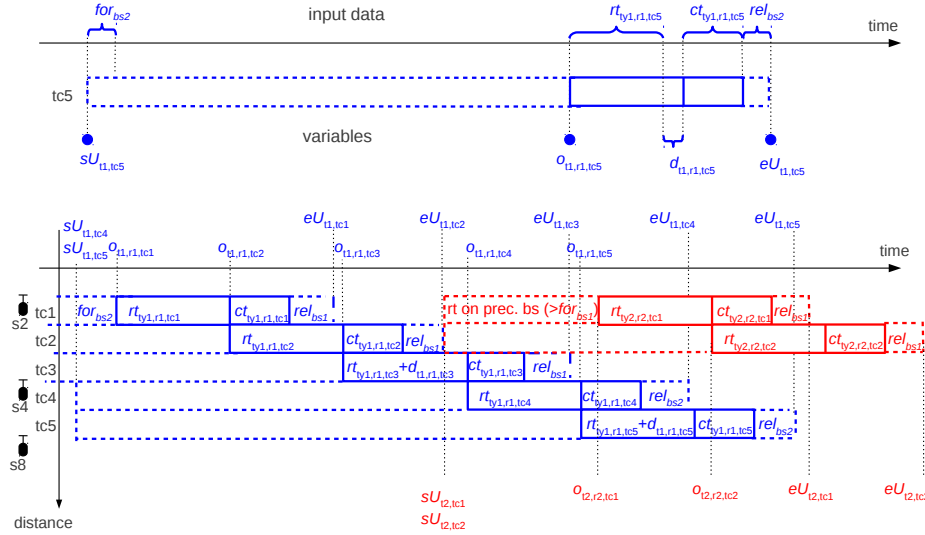 for_bs2 input data rt_ty1,r1,tc5 ct_ty1,r1,tc5 rel_bs2
time
tc5
variables
sU_t1,tc5 o_t1,r1,tc5 d_t1,r1,tc5 eU_t1,tc5
sU_t1,tc4 eU_t1,tc1 eU_t1,tc2 eU_t1,tc3 eU_t1,tc4 eU_t1,tc5
sU_t1,tc5 o_t1,r1,tc1 o_t1,r1,tc2 o_t1,r1,tc3 o_t1,r1,tc4 o_t1,r1,tc5 time
tc1 for_bs2 rt_ty1,r1,tc1 ct_ty1,r1,tc1 rel_bs1 rt on prec. bs (>for_bs1) rt_ty2,r2,tc1 ct_ty2,r2,tc1 rel_bs1
s2
tc2 rt_ty1,r1,tc2 ct_ty1,r1,tc2 rel_bs1 rt_ty2,r2,tc2 ct_ty2,r2,tc2 rel_bs1
tc3 rt_ty1,r1,tc3+d_t1,r1,tc3 ct_ty1,r1,tc3 rel_bs1
tc4 rt_ty1,r1,tc4 ct_ty1,r1,tc4 rel_bs2
s4
tc5 rt_ty1,r1,tc5+d_t1,r1,tc5 ct_ty1,r1,tc5 rel_bs2
s8
sU_t2,tc1 o_t2,r2,tc1 o_t2,r2,tc2 eU_t2,tc1 eU_t2,tc2
sU_t2,tc2
distance